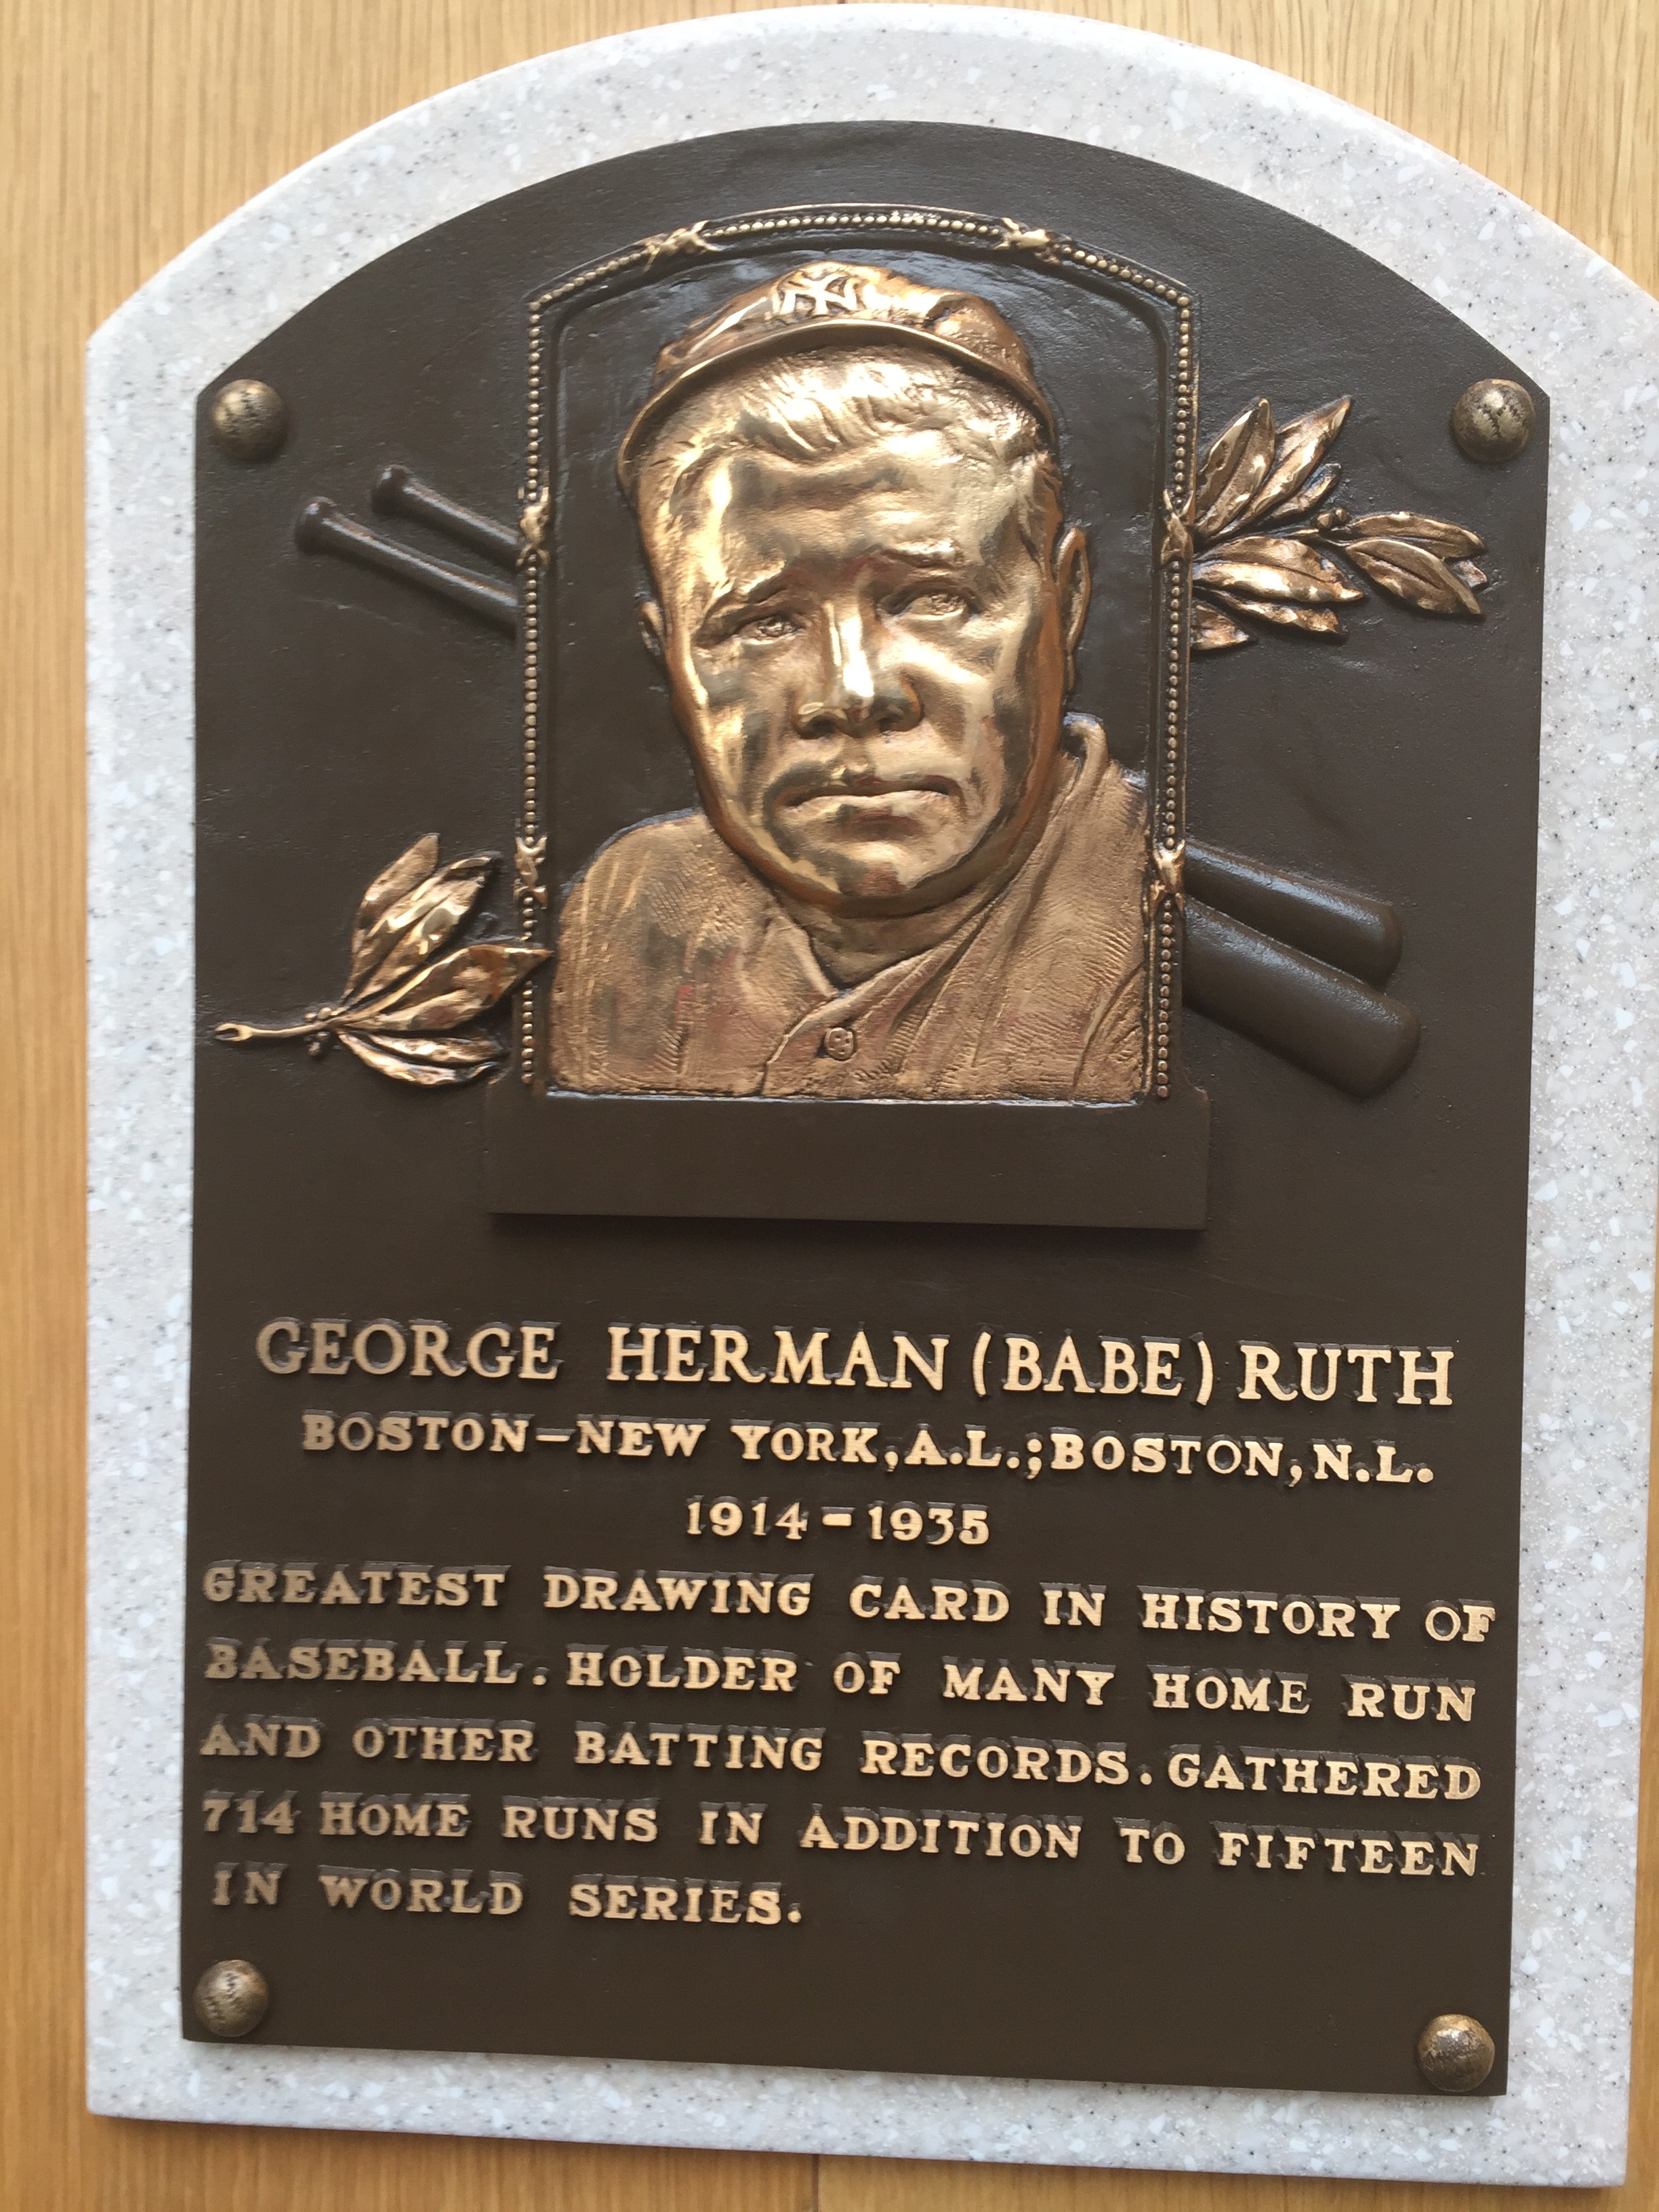 NY
GEORGE HERMAN (BABE) RUTH
BOSTON-NEW YORK, A.L.; BOSTON, N.L.
1914-1935
GREATEST DRAWING CARD IN HISTORY OF
BASEBALL. HOLDER OF MANY HOME RUN
AND OTHER BATTING RECORDS. GATHERED
714 HOME RUNS IN ADDITION TO FIFTEEN
IN WORLD SERIES.